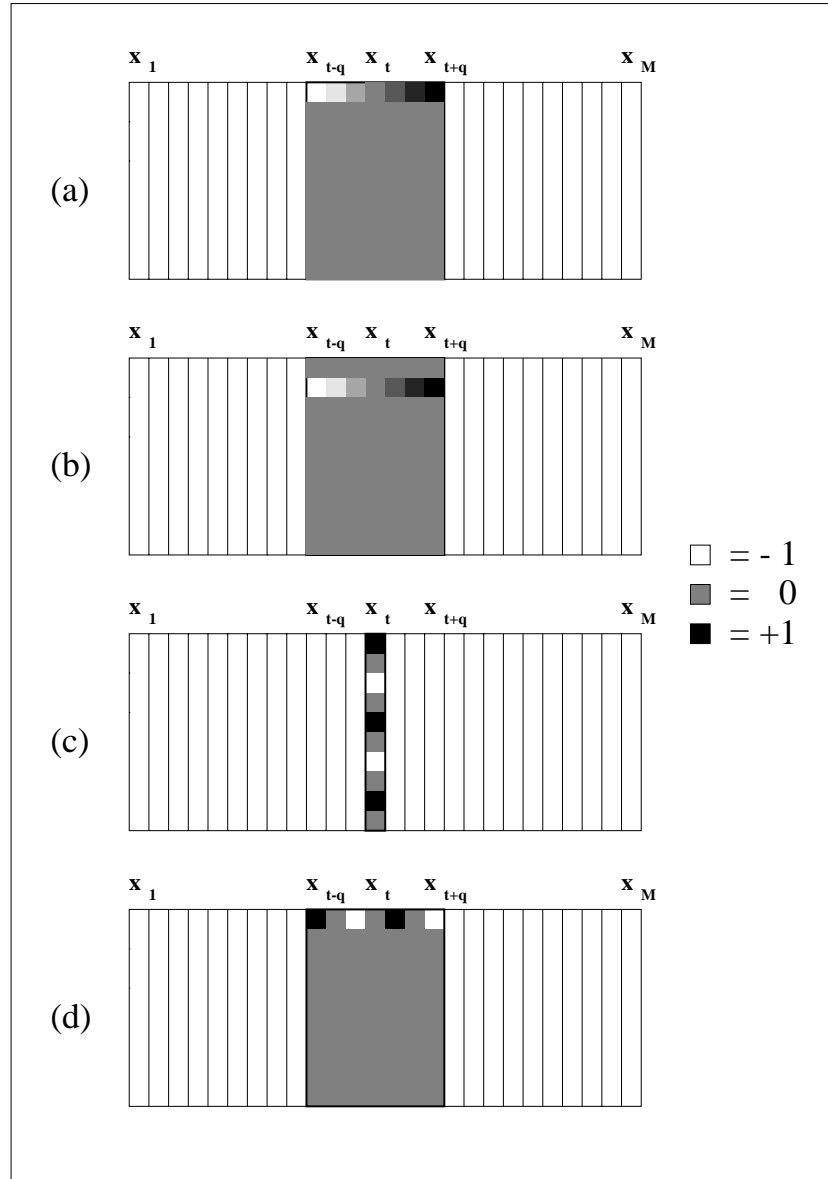 x 1 x t-q x t x t+q x M
(a)
x 1 x t-q x t x t+q x M
(b)
= - 1
= 0
x 1 x t-q x t x t+q x M
= +1
(c)
x 1 x t-q x t x t+q x M
(d)